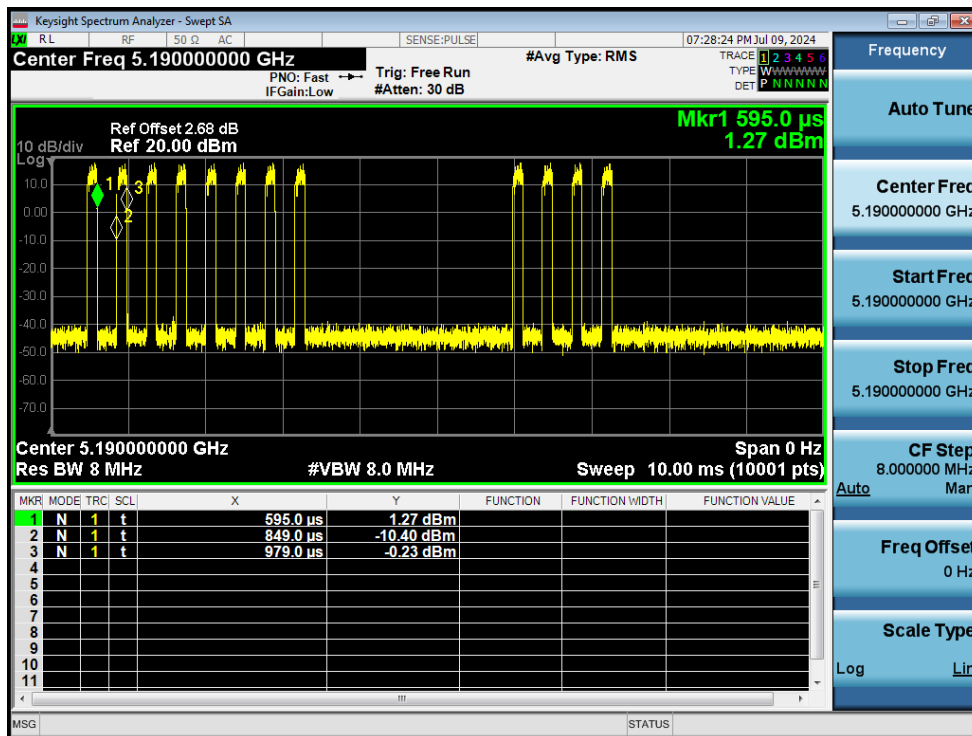 Keysight Spectrum Analyzer - Swept SA
LXI RL RF 50 Ω AC SENSE:PULSE 07:28:24 PM Jul 09, 2024
Center Freq 5.190000000 GHz #Avg Type: RMS TRACE 1 2 3 4 5 6
PNO: Fast Trig: Free Run TYPE WWWWWW
IFGain:Low #Atten: 30 dB DET P N N N N N
Mkr1 595.0 µs
1.27 dBm
Ref Offset 2.68 dB
10 dB/div Ref 20.00 dBm
Log
10.0
0.00
-10.0
-20.0
-30.0
-40.0
-50.0
-60.0
-70.0
1
2
3
Center 5.190000000 GHz Span 0 Hz
Res BW 8 MHz #VBW 8.0 MHz Sweep 10.00 ms (10001 pts)
MKR MODE TRC SCL X Y FUNCTION FUNCTION WIDTH FUNCTION VALUE
1 N 1 t 595.0 µs 1.27 dBm
2 N 1 t 849.0 µs -10.40 dBm
3 N 1 t 979.0 µs -0.23 dBm
4
5
6
7
8
9
10
11
MSG STATUS
Frequency
Auto Tune
Center Freq
5.190000000 GHz
Start Freq
5.190000000 GHz
Stop Freq
5.190000000 GHz
CF Step
8.000000 MHz
Auto Man
Freq Offset
0 Hz
Scale Type
Log Lin